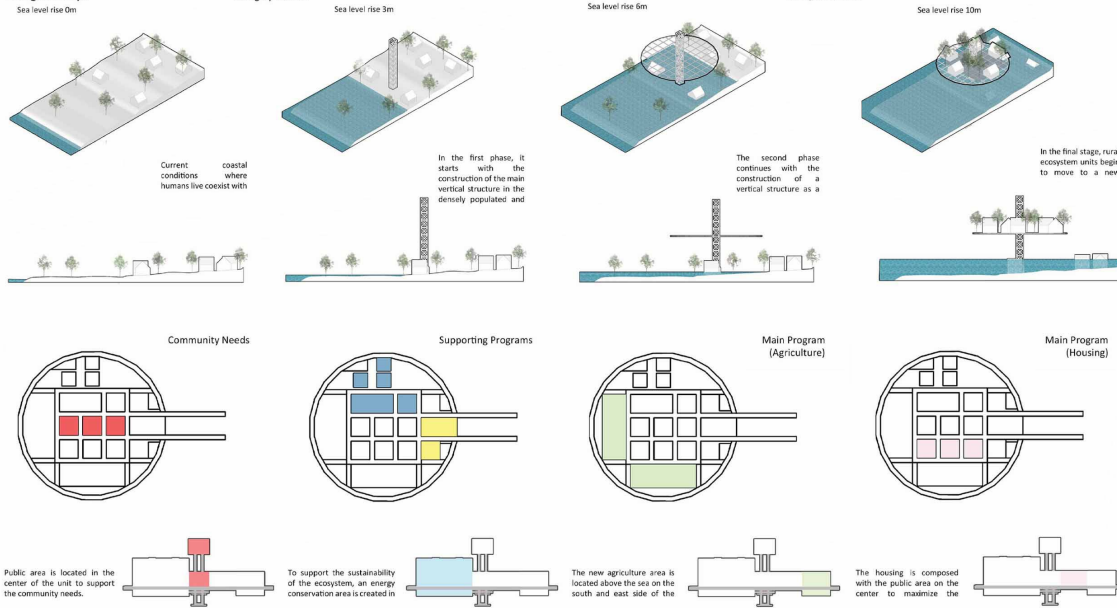 Sea level rise 0m
Sea level rise 3m
Sea level rise 6m
Sea level rise 10m
Current coastal
conditions where
humans live coexist with
In the first phase, it
starts with the
construction of the main
vertical structure in the
densely populated and
The second phase
continues with the
construction of a
vertical structure as a
In the final stage, rura
ecosystem units begin
to move to a new
Community Needs
Supporting Programs
Main Program
(Agriculture)
Main Program
(Housing)
Public area is located in the
center of the unit to support
the community needs.
To support the sustainability
of the ecosystem, an energy
conservation area is created in
The new agriculture area is
located above the sea on the
south and east side of the
The housing is composed
with the public area on the
center to maximize the